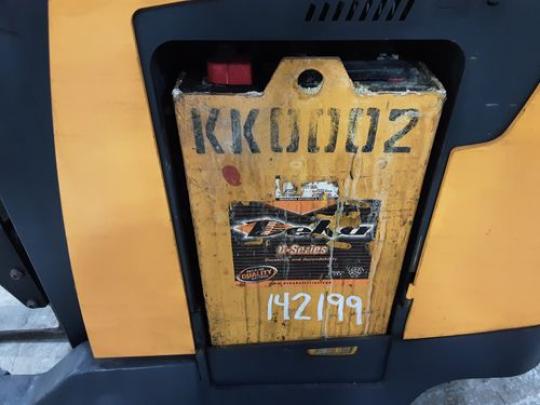 KK0002
Deka
D-Series
QUALITY
142199